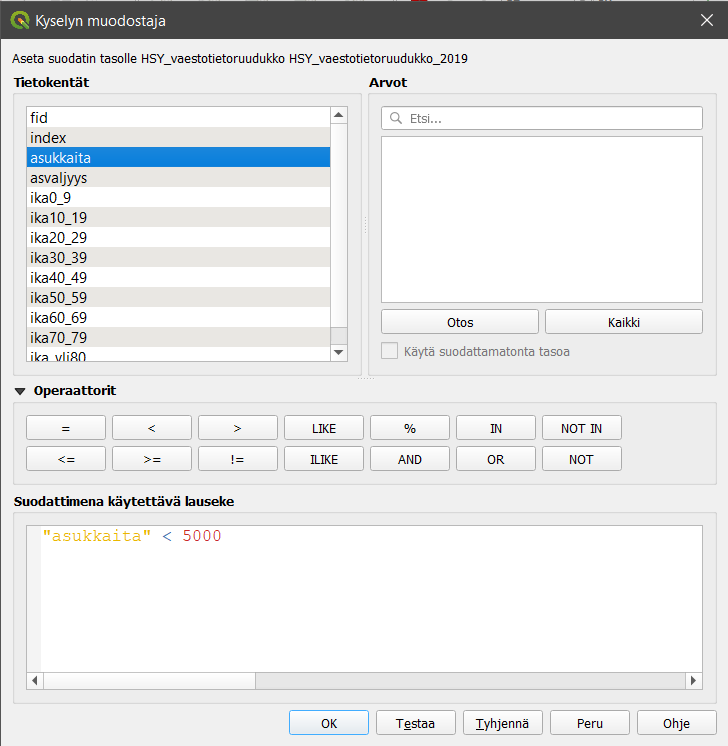 Kyselyn muodostaja
Aseta suodatin tasolle HSY_vaestotietoruudukko HSY_vaestotietoruudukko_2019
Tietokentät
fid
index
asukkaita
asvaljyys
ika0_9
ika10_19
ika20_29
ika30_39
ika40_49
ika50_59
ika60_69
ika70_79
ika_yli80
Arvot
Etsi...
Otos Kaikki
Käytä suodattamatonta tasoa
Operaattorit
= < > LIKE % IN NOT IN
<= >= != ILIKE AND OR NOT
Suodattimena käytettävä lauseke
"asukkaita" < 5000
OK Testaa Tyhjennä Peru Ohje